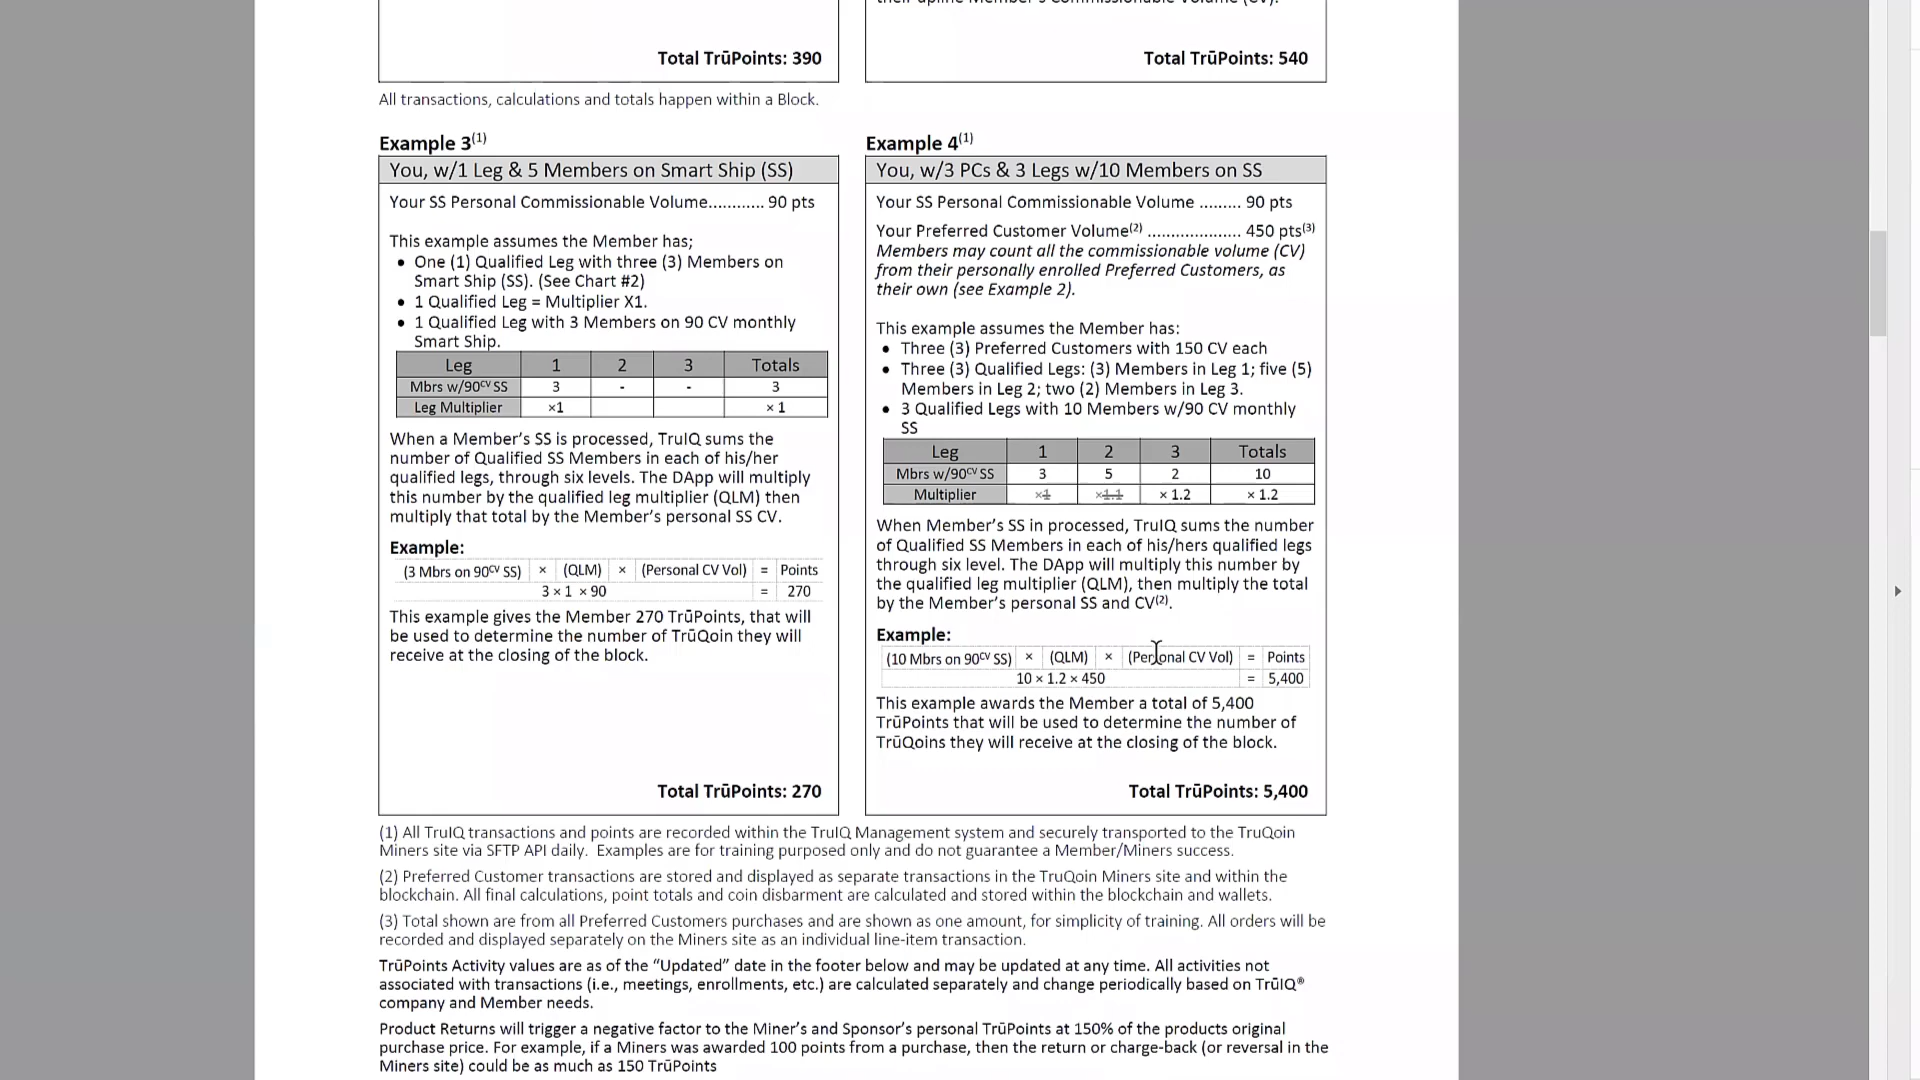 their upline Member's Commissionable Volume (CV).
Total TrūPoints: 390
Total TrūPoints: 540
All transactions, calculations and totals happen within a Block.
Example 3(1)
You, w/1 Leg & 5 Members on Smart Ship (SS)
Your SS Personal Commissionable Volume............ 90 pts
This example assumes the Member has;
• One (1) Qualified Leg with three (3) Members on
Smart Ship (SS). (See Chart #2)
• 1 Qualified Leg = Multiplier X1.
• 1 Qualified Leg with 3 Members on 90 CV monthly
Smart Ship.
Leg 1 2 3 Totals
Mbrs w/90CV SS 3 - - 3
Leg Multiplier ×1 × 1
When a Member's SS is processed, TruIQ sums the
number of Qualified SS Members in each of his/her
qualified legs, through six levels. The DApp will multiply
this number by the qualified leg multiplier (QLM) then
multiply that total by the Member's personal SS CV.
Example:
(3 Mbrs on 90CV SS) × (QLM) × (Personal CV Vol) = Points
3 × 1 × 90 = 270
This example gives the Member 270 TrūPoints, that will
be used to determine the number of TrūQoin they will
receive at the closing of the block.
Total TrūPoints: 270
Example 4(1)
You, w/3 PCs & 3 Legs w/10 Members on SS
Your SS Personal Commissionable Volume ......... 90 pts
Your Preferred Customer Volume(2) .................... 450 pts(3)
Members may count all the commissionable volume (CV)
from their personally enrolled Preferred Customers, as
their own (see Example 2).
This example assumes the Member has:
• Three (3) Preferred Customers with 150 CV each
• Three (3) Qualified Legs: (3) Members in Leg 1; five (5)
Members in Leg 2; two (2) Members in Leg 3.
• 3 Qualified Legs with 10 Members w/90 CV monthly
SS
Leg 1 2 3 Totals
Mbrs w/90CV SS 3 5 2 10
Multiplier ×1 ×1.1 × 1.2 × 1.2
When Member's SS in processed, TruIQ sums the number
of Qualified SS Members in each of his/hers qualified legs
through six level. The DApp will multiply this number by
the qualified leg multiplier (QLM), then multiply the total
by the Member's personal SS and CV(2).
Example:
(10 Mbrs on 90CV SS) × (QLM) × (Personal CV Vol) = Points
10 × 1.2 × 450 = 5,400
This example awards the Member a total of 5,400
TrūPoints that will be used to determine the number of
TrūQoins they will receive at the closing of the block.
Total TrūPoints: 5,400
(1) All TruIQ transactions and points are recorded within the TruIQ Management system and securely transported to the TruQoin
Miners site via SFTP API daily. Examples are for training purposed only and do not guarantee a Member/Miners success.
(2) Preferred Customer transactions are stored and displayed as separate transactions in the TruQoin Miners site and within the
blockchain. All final calculations, point totals and coin disbarment are calculated and stored within the blockchain and wallets.
(3) Total shown are from all Preferred Customers purchases and are shown as one amount, for simplicity of training. All orders will be
recorded and displayed separately on the Miners site as an individual line-item transaction.
TrūPoints Activity values are as of the “Updated” date in the footer below and may be updated at any time. All activities not
associated with transactions (i.e., meetings, enrollments, etc.) are calculated separately and change periodically based on TrūIQ®
company and Member needs.
Product Returns will trigger a negative factor to the Miner's and Sponsor's personal TrūPoints at 150% of the products original
purchase price. For example, if a Miners was awarded 100 points from a purchase, then the return or charge-back (or reversal in the
Miners site) could be as much as 150 TrūPoints